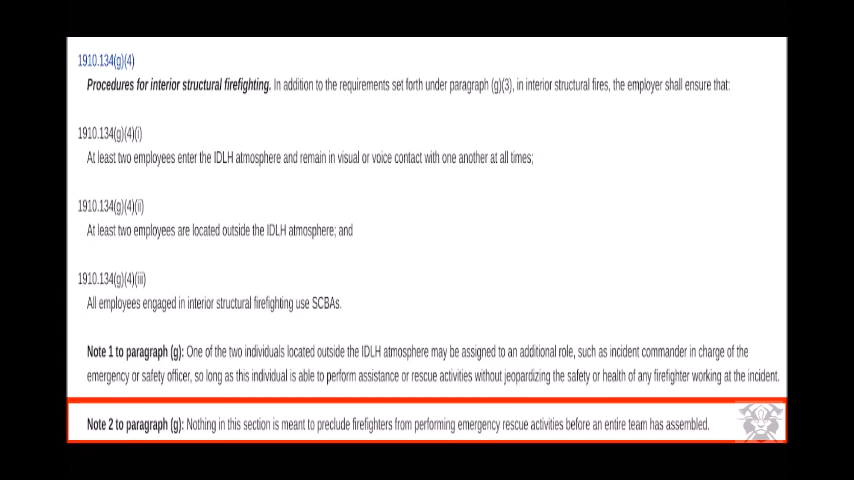 1910.134(g)(4)
Procedures for interior structural firefighting. In addition to the requirements set forth under paragraph (g)(3), in interior structural fires, the employer shall ensure that:
1910.134(g)(4)(i)
At least two employees enter the IDLH atmosphere and remain in visual or voice contact with one another at all times;
1910.134(g)(4)(ii)
At least two employees are located outside the IDLH atmosphere; and
1910.134(g)(4)(iii)
All employees engaged in interior structural firefighting use SCBAs.
Note 1 to paragraph (g): One of the two individuals located outside the IDLH atmosphere may be assigned to an additional role, such as incident commander in charge of the
emergency or safety officer, so long as this individual is able to perform assistance or rescue activities without jeopardizing the safety or health of any firefighter working at the incident.
Note 2 to paragraph (g): Nothing in this section is meant to preclude firefighters from performing emergency rescue activities before an entire team has assembled.